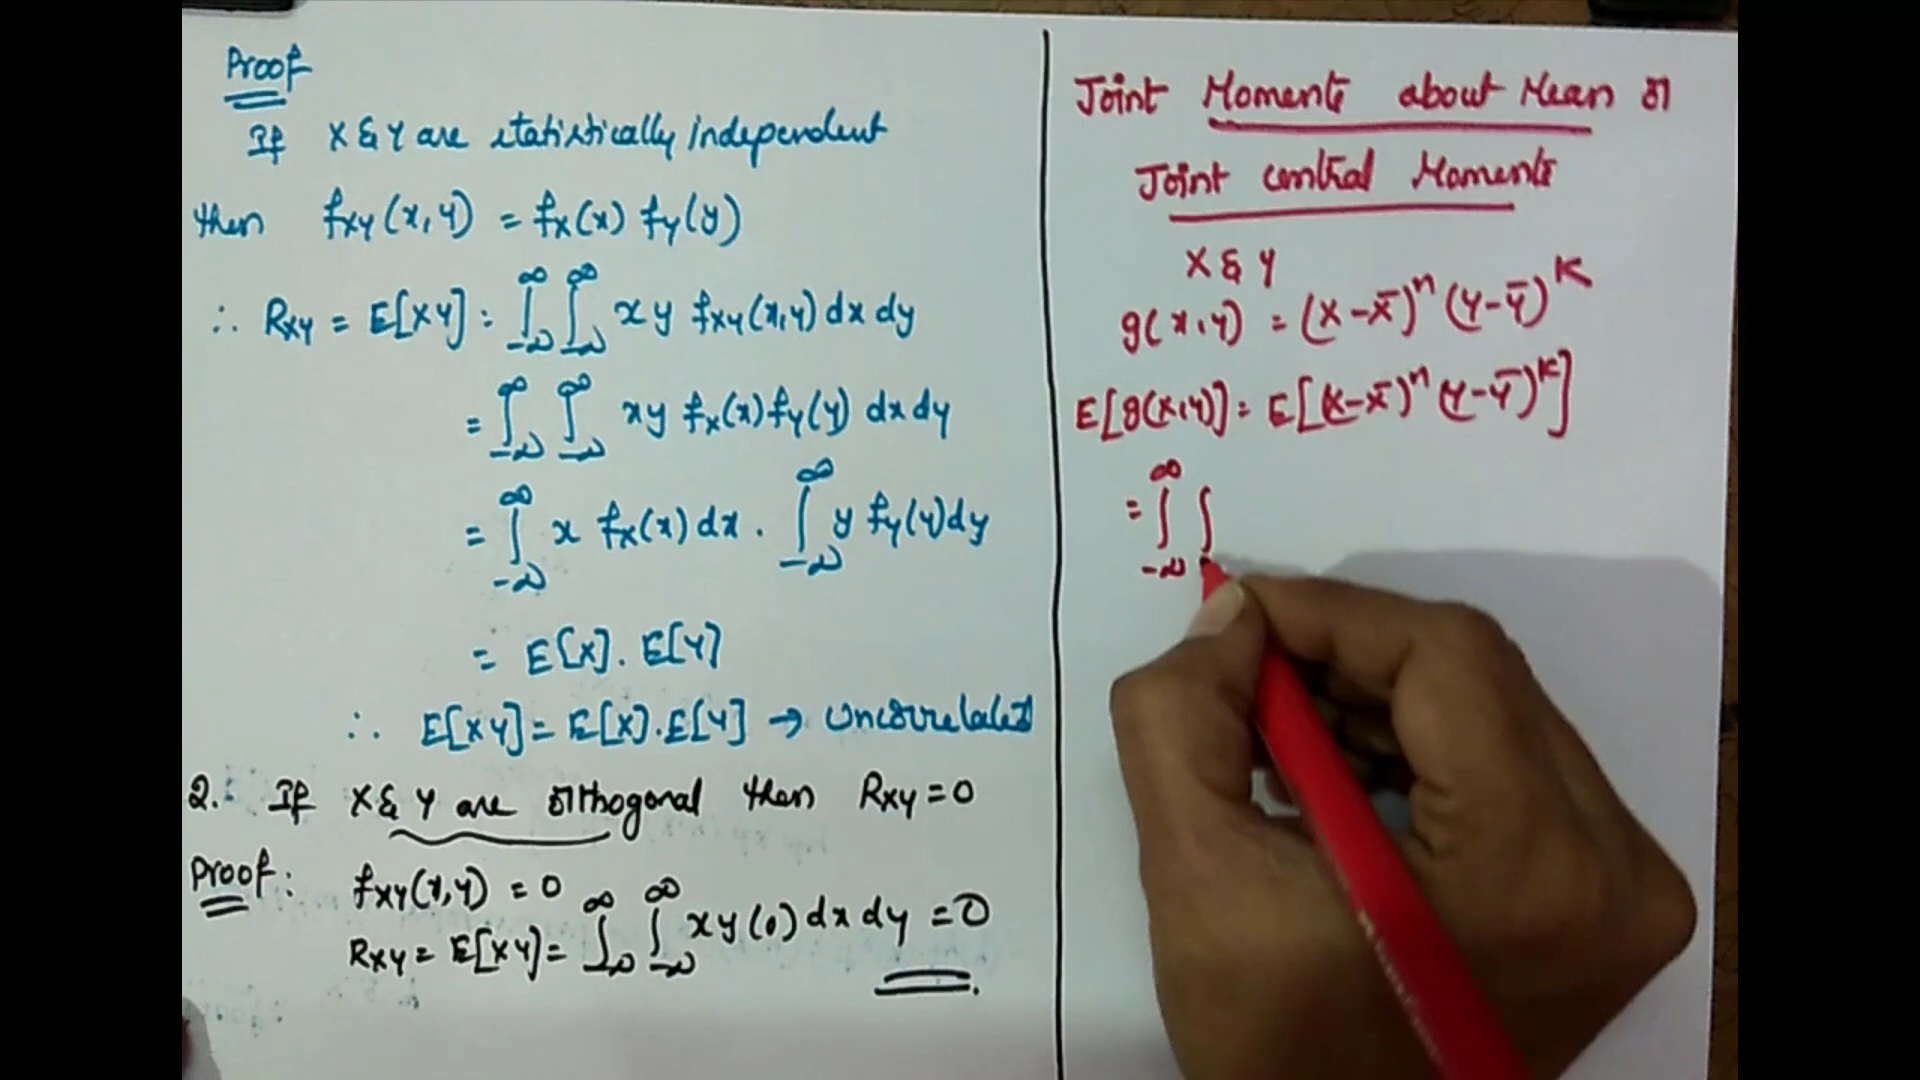 Proof
If X & Y are statistically independent
then fxy(x,y) = fx(x) fy(y)
∴ Rxy = E[XY] = ∫_{-∞}^{∞} ∫_{-∞}^{∞} x y fxy(x,y) dx dy
= ∫_{-∞}^{∞} ∫_{-∞}^{∞} xy fx(x) fy(y) dx dy
= ∫_{-∞}^{∞} x fx(x) dx . ∫_{-∞}^{∞} y fy(y) dy
= E[X]. E[Y]
∴ E[XY] = E[X].E[Y] → Uncorrelated
2. If X & Y are orthogonal then Rxy = 0
Proof: fxy(x,y) = 0
Rxy = E[XY] = ∫_{-∞}^{∞} ∫_{-∞}^{∞} xy (0) dx dy = 0
Joint Moments about Mean or
Joint central Moments
X & Y
g(x,y) = (X-X̄)^n (Y-Ȳ)^K
E[g(x,y)] = E[(X-X̄)^n (Y-Ȳ)^K]
= ∫_{-∞}^{∞} ∫